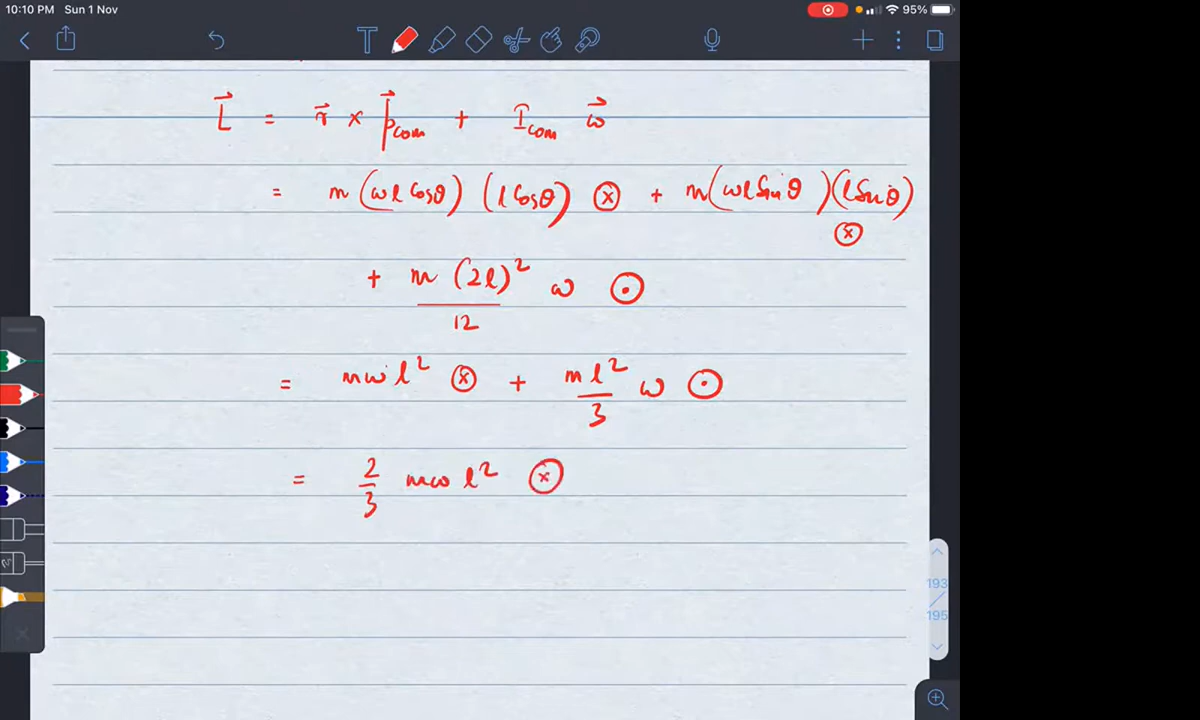 10:10 PM Sun 1 Nov 95%
T
L⃗ = r⃗ × p⃗com + Icom ω⃗
= m (ωl Cosθ) (l Cosθ) ⊗ + m(ωl Sinθ)(l Sinθ)
⊗
+ m (2l)² / 12 ω ⊙
= mωl² ⊗ + ml²/3 ω ⊙
= 2/3 mωl² ⊗
193
195